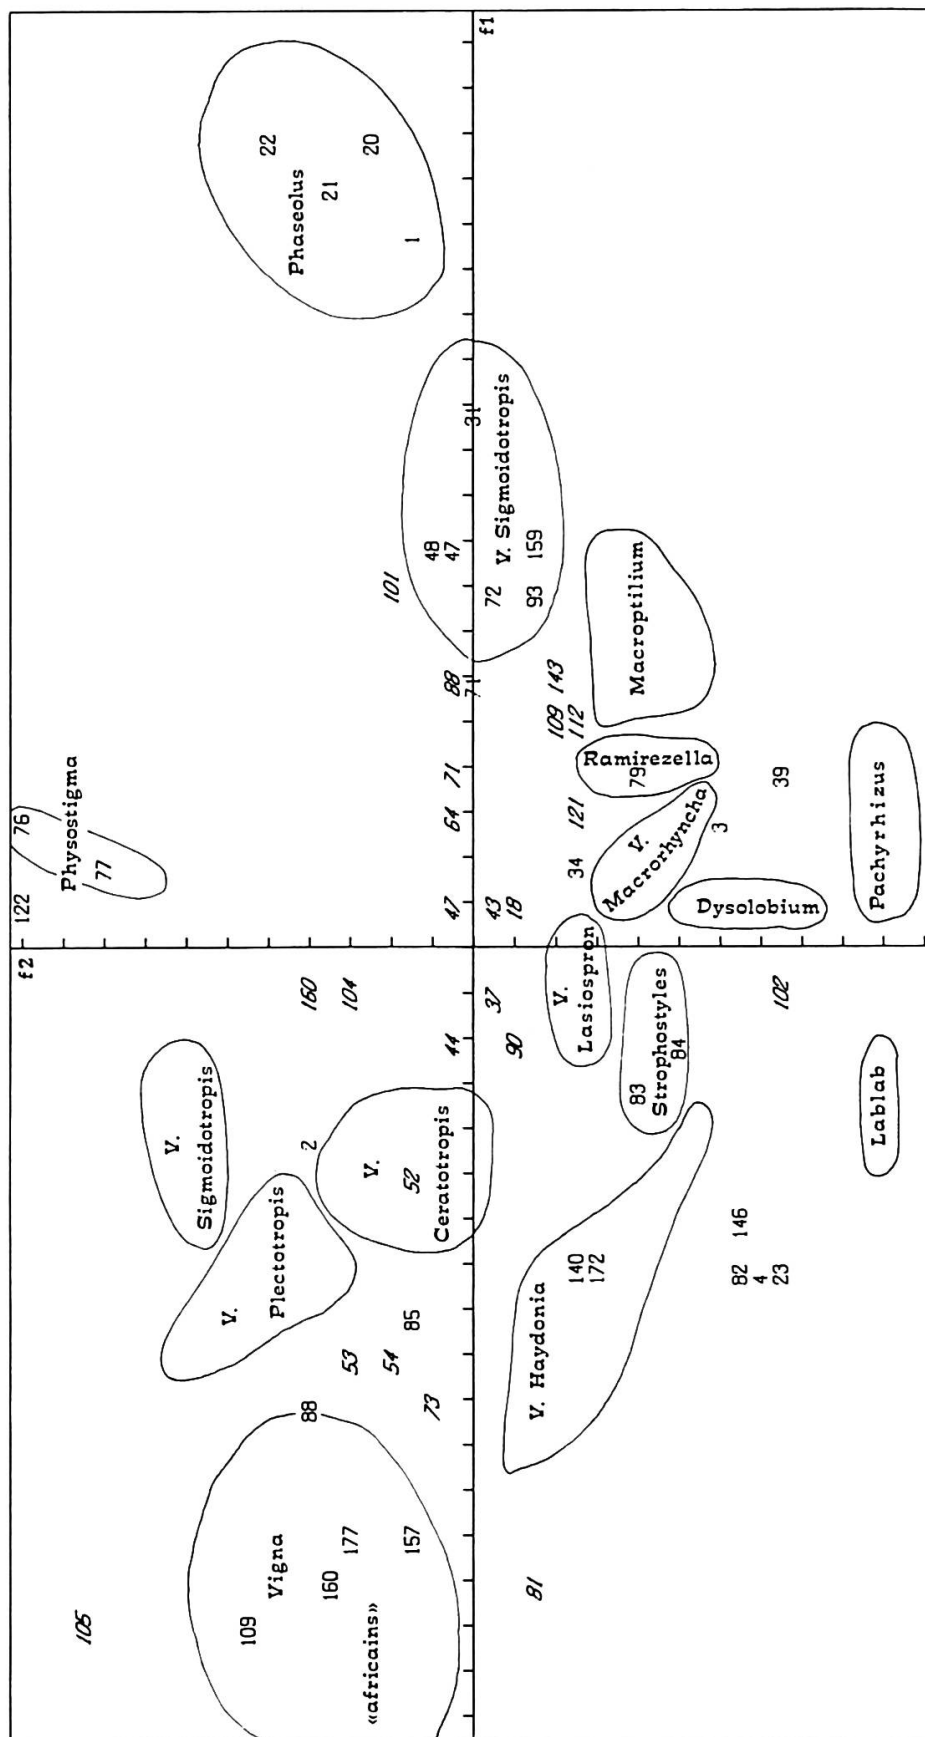 f2
122
76
Physostigma
77
105
V.
Sigmoidotropis
V.
Plectotropis
109
Vigna
22
Phaseolus
88
2
160
160
21
177
53
104
«africains»
V.
20
54
101
157
85
52
1
73
48
Ceratotropis
44
47
64
71
88
47
71
31
f1
37
43
72
V. Sigmoidotropis
90
18
81
93
159
V. Haydonia
109
143
V.
Lasiospron
140
34
121
112
172
Ramirezella
83
V.
Macrorhyncha
79
Macroptilium
Strophostyles
84
Dysolobium
3
82
146
4
23
102
39
Lablab
Pachyrhizus